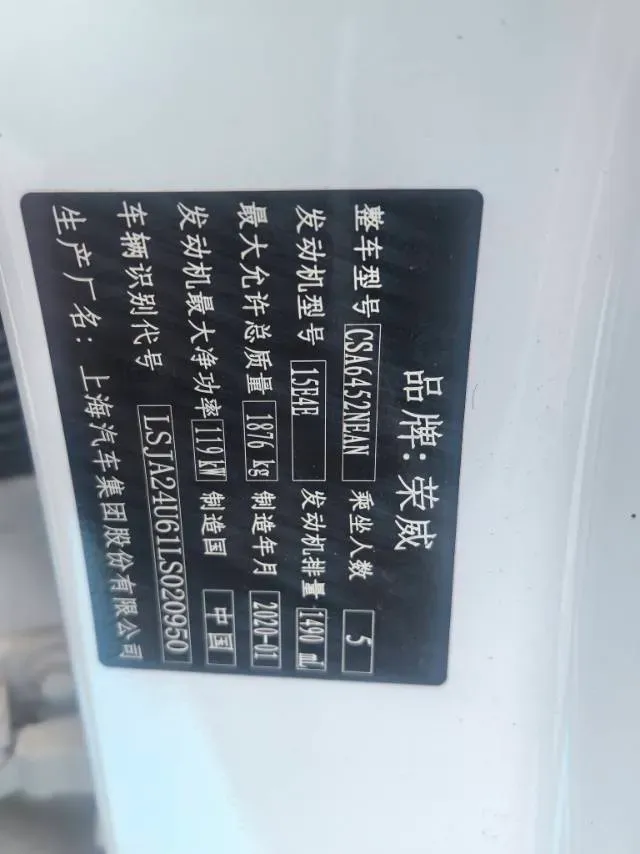 品牌: 荣威
整车型号 CSA6452NEAN 乘坐人数 5
发动机型号 15E4E 发动机排量 1490 mL
最大允许总质量 1876 kg 制造年月 2020-01
发动机最大净功率 119 kW 制造国 中国
车辆识别代号 LSJA24U61LS020950
生产厂名: 上海汽车集团股份有限公司